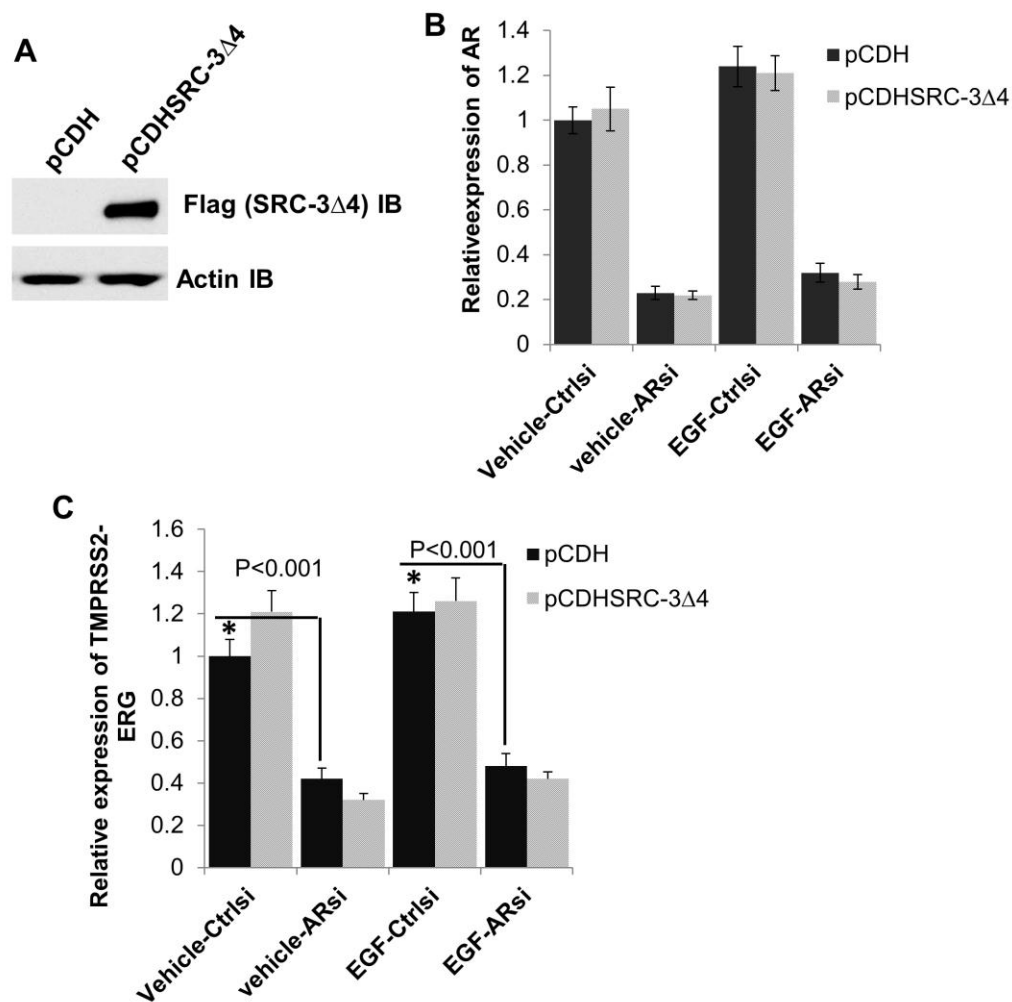 A
pCDH
pCDHSRC-3Δ4
Flag (SRC-3Δ4) IB
Actin IB
B
Relativeexpression of AR
1.4
1.2
1
0.8
0.6
0.4
0.2
0
Vehicle-Ctrlsi
vehicle-ARsi
EGF-Ctrlsi
EGF-ARsi
pCDH
pCDHSRC-3Δ4
C
Relative expression of TMPRSS2-
ERG
1.6
1.4
1.2
1
0.8
0.6
0.4
0.2
0
P<0.001
*
P<0.001
*
Vehicle-Ctrlsi
vehicle-ARsi
EGF-Ctrlsi
EGF-ARsi
pCDH
pCDHSRC-3Δ4